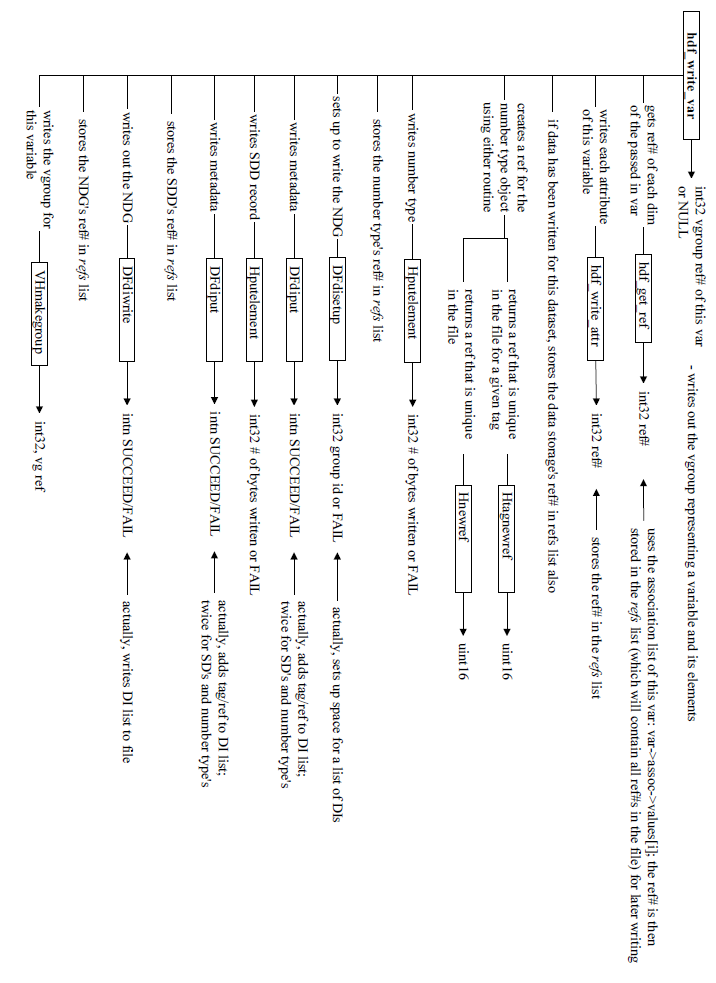 hdf_write_var
int32 vgroup ref# of this var
or NULL
- writes out the vgroup representing a variable and its elements
gets ref# of each dim
of the passed in var
hdf_get_ref
int32 ref#
uses the association list of this var: var->assoc->values[i]; the ref# is then
stored in the refs list (which will contain all ref#s in the file) for later writing
writes each attribute
of this variable
hdf_write_attr
int32 ref#
stores the ref# in the refs list
if data has been written for this dataset, stores the data storage's ref# in refs list also
creates a ref for the
number type object
using either routine
returns a ref that is unique
in the file for a given tag
Htagnewref
uint16
returns a ref that is unique
in the file
Hnewref
uint16
writes number type
Hputelement
int32 # of bytes written or FAIL
stores the number type's ref# in refs list
sets up to write the NDG
DFdisetup
int32 group id or FAIL
actually, sets up space for a list of DIs
writes metadata
DFdiput
intn SUCCEED/FAIL
actually, adds tag/ref to DI list;
twice for SD's and number type's
writes SDD record
Hputelement
int32 # of bytes written or FAIL
writes metadata
DFdiput
intn SUCCEED/FAIL
actually, adds tag/ref to DI list;
twice for SD's and number type's
stores the SDD's ref# in refs list
writes out the NDG
DFdiwrite
intn SUCCEED/FAIL
actually, writes DI list to file
stores the NDG's ref# in refs list
writes the vgroup for
this variable
VHmakegroup
int32, vg ref